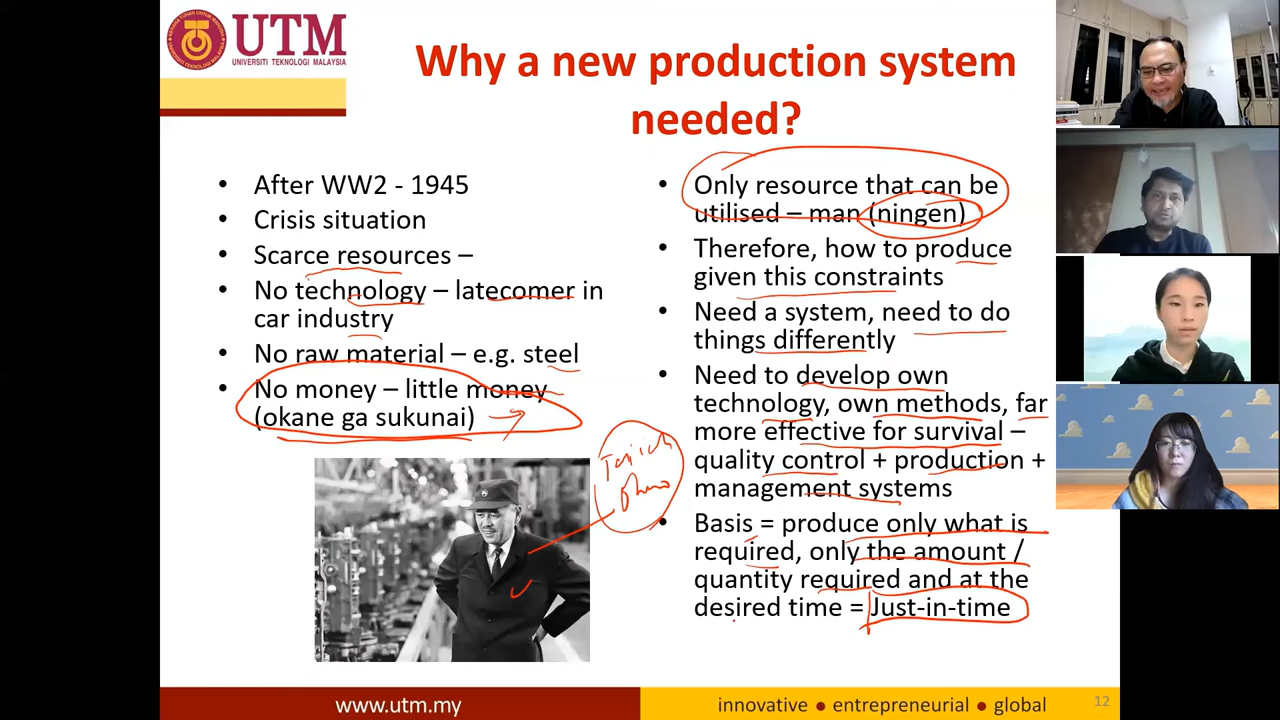 UTM
UNIVERSITI TEKNOLOGI MALAYSIA
Why a new production system
needed?
• After WW2 - 1945
• Crisis situation
• Scarce resources –
• No technology – latecomer in
car industry
• No raw material – e.g. steel
• No money – little money
(okane ga sukunai)
• Only resource that can be
utilised – man (ningen)
• Therefore, how to produce
given this constraints
• Need a system, need to do
things differently
• Need to develop own
technology, own methods, far
more effective for survival –
quality control + production +
management systems
• Basis = produce only what is
required, only the amount /
quantity required and at the
desired time = Just-in-time
Taiich
Ohno
www.utm.my
innovative ● entrepreneurial ● global
12